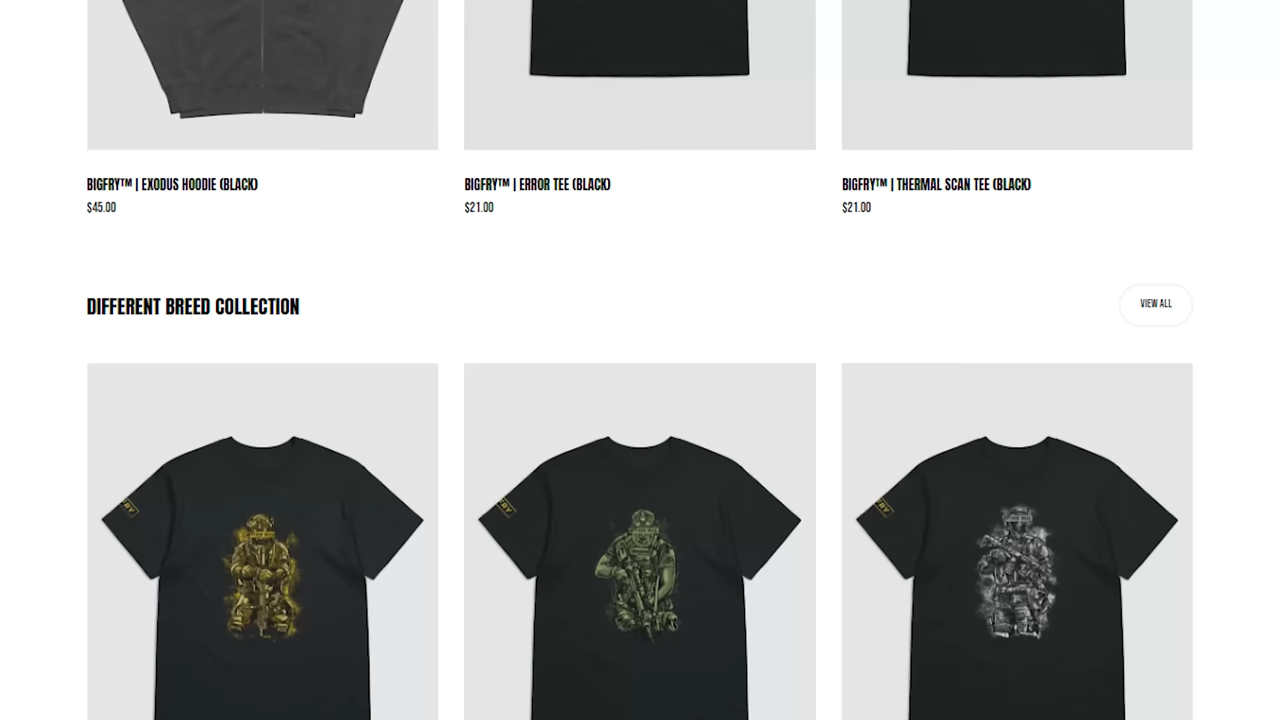 BIGFRY™ | EXODUS HOODIE (BLACK)
$45.00
BIGFRY™ | ERROR TEE (BLACK)
$21.00
BIGFRY™ | THERMAL SCAN TEE (BLACK)
$21.00
DIFFERENT BREED COLLECTION
VIEW ALL